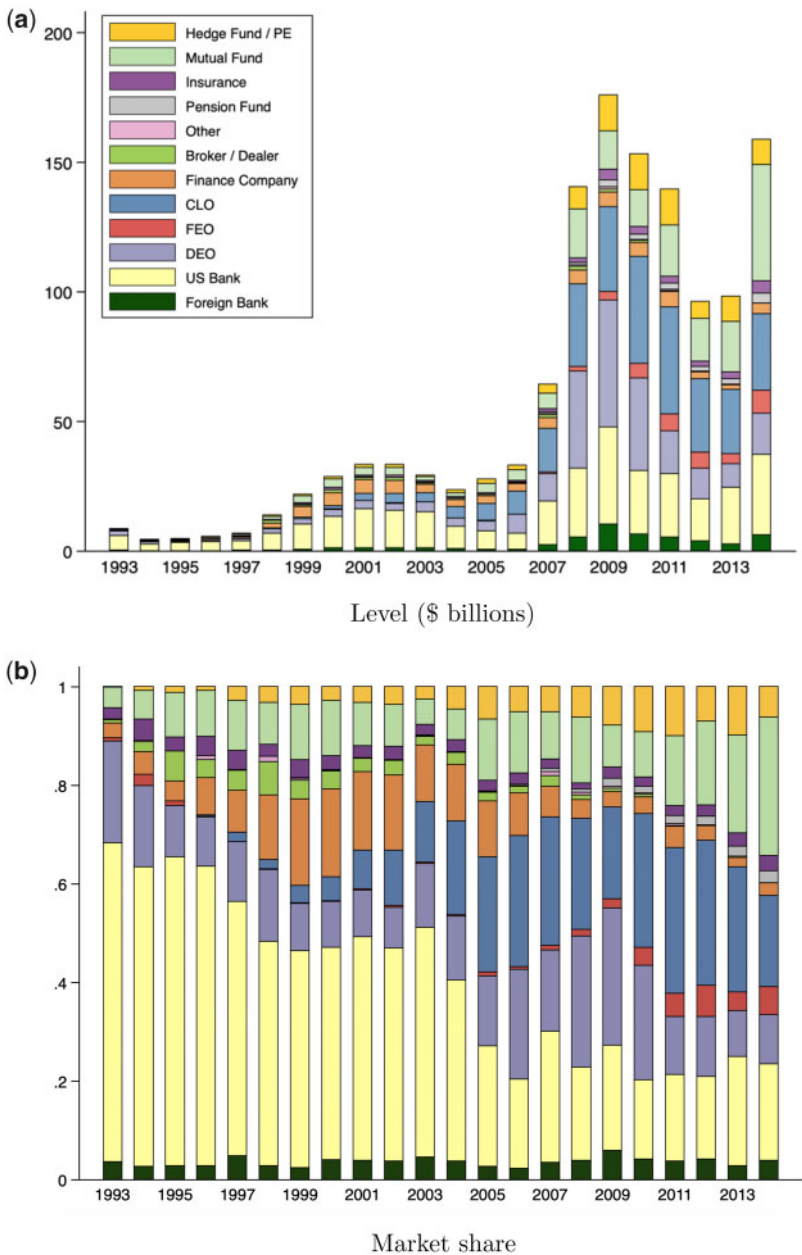 (a)
200
150
100
50
0
Hedge Fund / PE
Mutual Fund
Insurance
Pension Fund
Other
Broker / Dealer
Finance Company
CLO
FEO
DEO
US Bank
Foreign Bank
1993 1995 1997 1999 2001 2003 2005 2007 2009 2011 2013
Level ($ billions)
(b)
1
.8
.6
.4
.2
0
1993 1995 1997 1999 2001 2003 2005 2007 2009 2011 2013
Market share